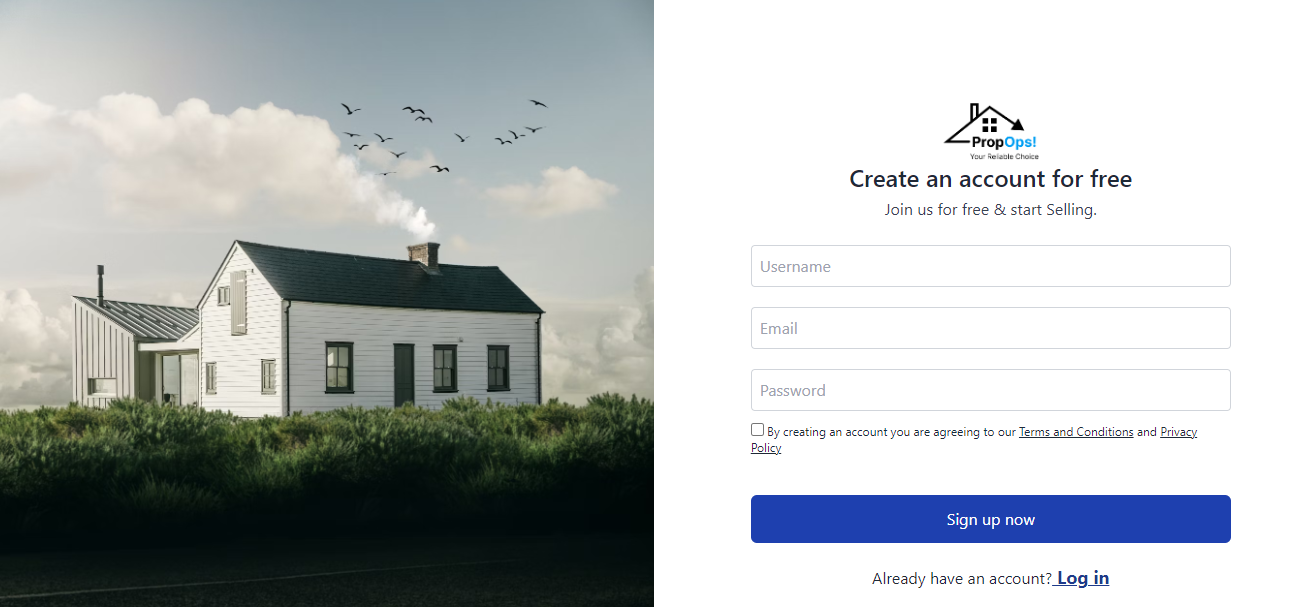 PropOps!
Your Reliable Choice
Create an account for free
Join us for free & start Selling.
Username
Email
Password
By creating an account you are agreeing to our Terms and Conditions and Privacy
Policy
Sign up now
Already have an account? Log in